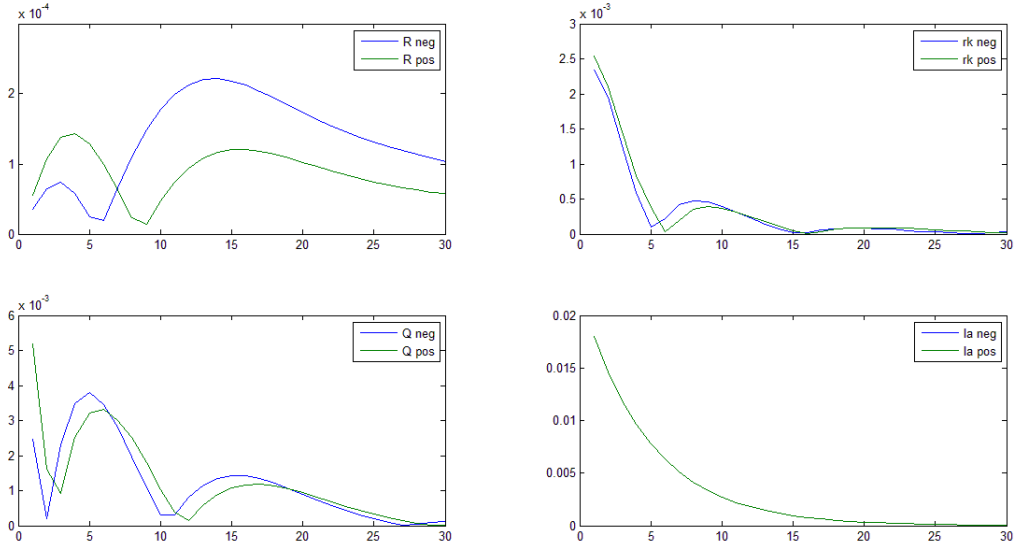 x 10-4
R neg
R pos
2
1
0
0 5 10 15 20 25 30
x 10-3
3
rk neg
rk pos
2.5
2
1.5
1
0.5
0
0 5 10 15 20 25 30
x 10-3
6
Q neg
Q pos
5
4
3
2
1
0
0 5 10 15 20 25 30
0.02
la neg
la pos
0.015
0.01
0.005
0
0 5 10 15 20 25 30